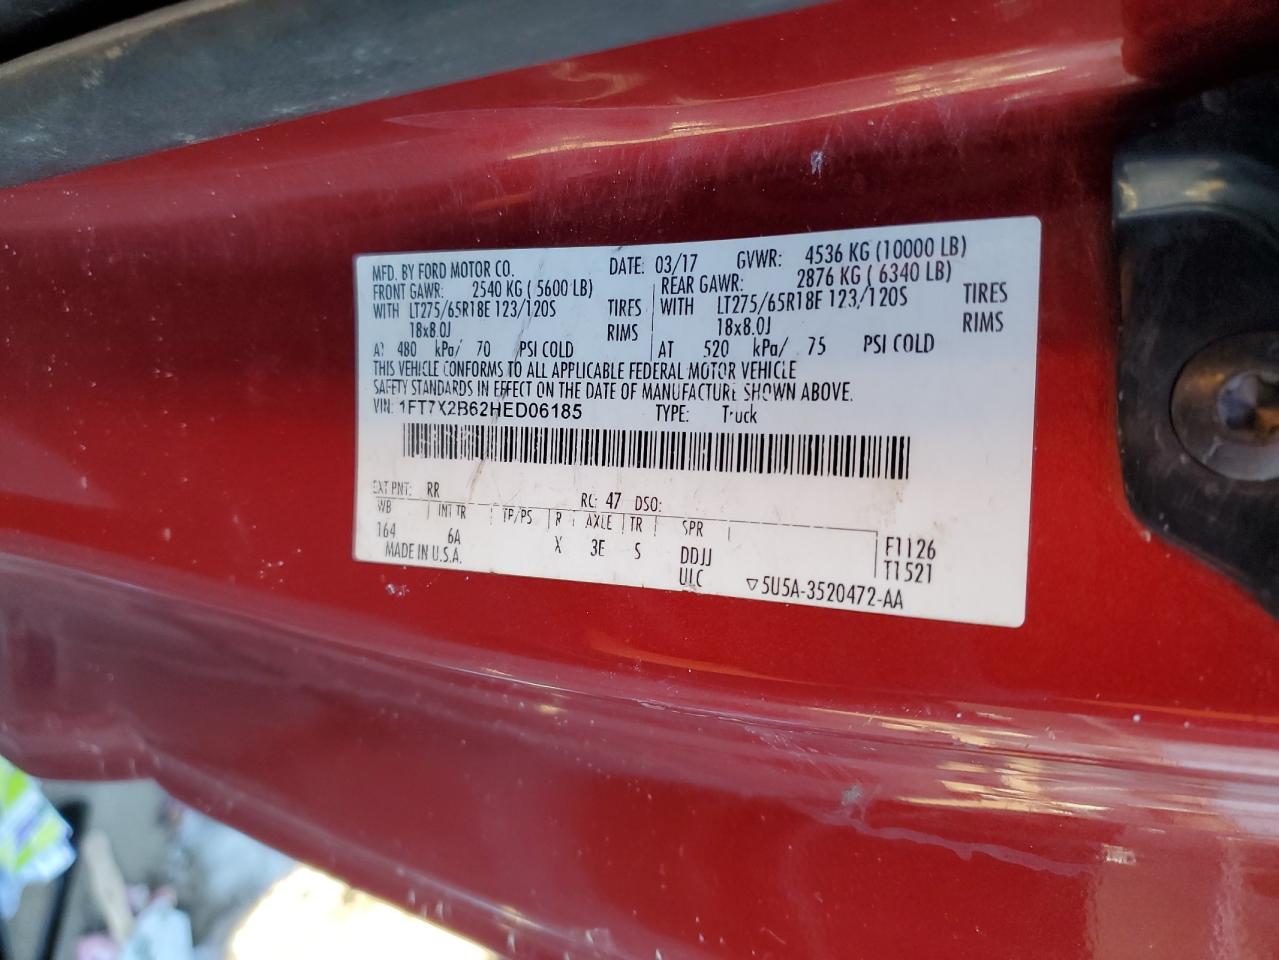 MFD. BY FORD MOTOR CO. DATE: 03/17 GVWR: 4536 KG (10000 LB)
FRONT GAWR: 2540 KG (5600 LB) REAR GAWR: 2876 KG (6340 LB)
WITH LT275/65R18E 123/120S TIRES WITH LT275/65R18E 123/120S TIRES
18x8.0J RIMS 18x8.0J RIMS
AT 480 kPa/ 70 PSI COLD AT 520 kPa/ 75 PSI COLD
THIS VEHICLE CONFORMS TO ALL APPLICABLE FEDERAL MOTOR VEHICLE
SAFETY STANDARDS IN EFFECT ON THE DATE OF MANUFACTURE SHOWN ABOVE.
VIN: 1FT7X2B62HED06185 TYPE: Truck
EXT PNT: RR RC: 47 DSO:
WB INT TR TP/PS R AXLE TR SPR
164 6A X 3E S DDJJ F1126
MADE IN U.S.A. ULC T1521
▽5U5A-3520472-AA